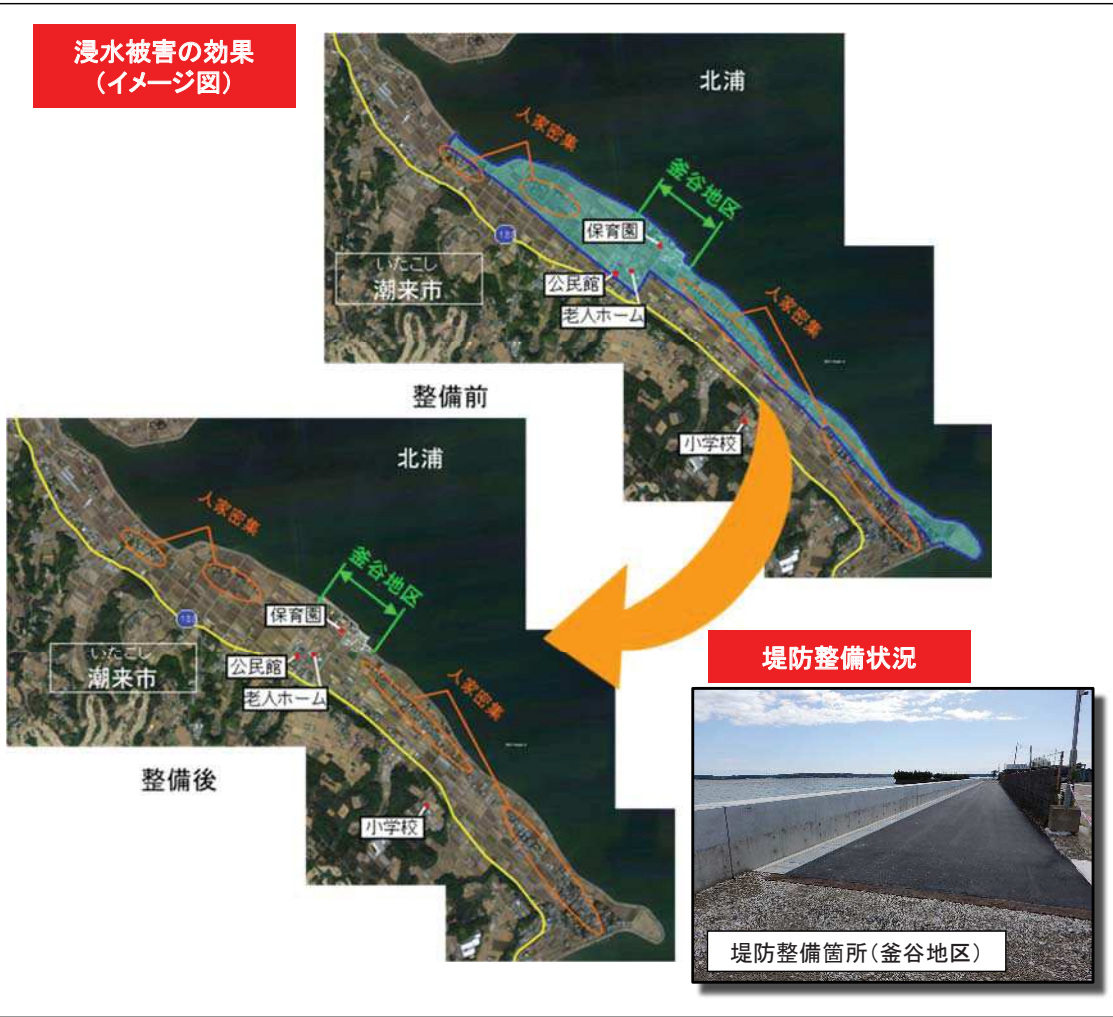 浸水被害の効果
（イメージ図）
北浦
人家密集
釜谷地区
保育園
いたこし
潮来市
公民館
老人ホーム
人家密集
整備前
小学校
北浦
人家密集
釜谷地区
保育園
いたこし
潮来市
公民館
老人ホーム
人家密集
整備後
小学校
堤防整備状況
堤防整備箇所（釜谷地区）